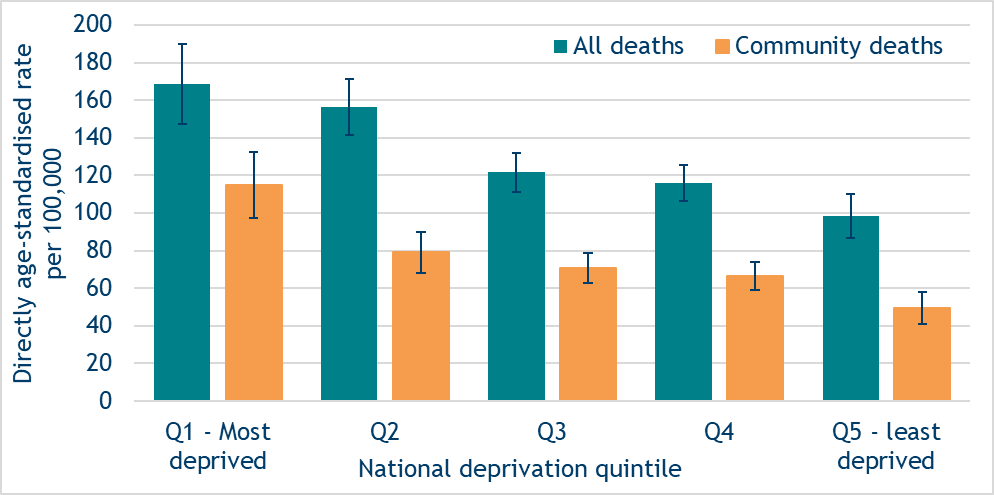 200
180
160
140
120
100
80
60
40
20
0
Directly age-standardised rate
per 100,000
All deaths
Community deaths
Q1 - Most
deprived
Q2
Q3
Q4
Q5 - least
deprived
National deprivation quintile